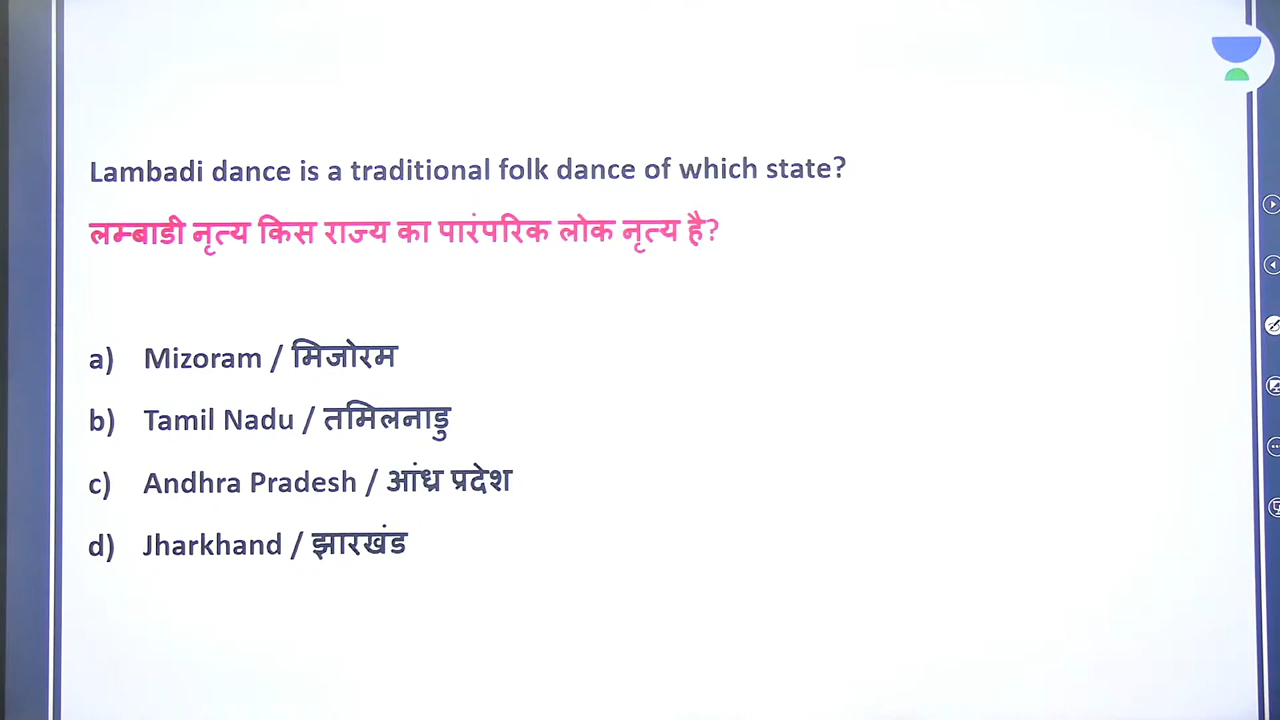 Lambadi dance is a traditional folk dance of which state?
लम्बाडी नृत्य किस राज्य का पारंपरिक लोक नृत्य है?
a) Mizoram / मिजोरम
b) Tamil Nadu / तमिलनाडु
c) Andhra Pradesh / आंध्र प्रदेश
d) Jharkhand / झारखंड